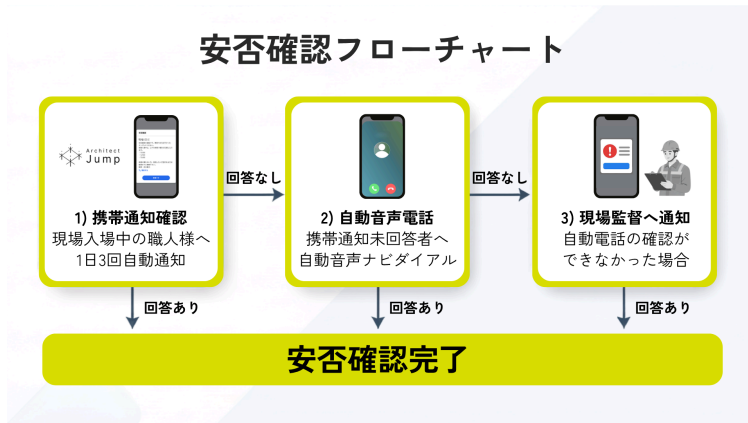 安否確認フローチャート
Architect
Jump
1) 携帯通知確認
現場入場中の職人様へ
1日3回自動通知
回答なし
2) 自動音声電話
携帯通知未回答者へ
自動音声ナビダイアル
回答なし
3) 現場監督へ通知
自動電話の確認が
できなかった場合
回答あり
回答あり
回答あり
安否確認完了